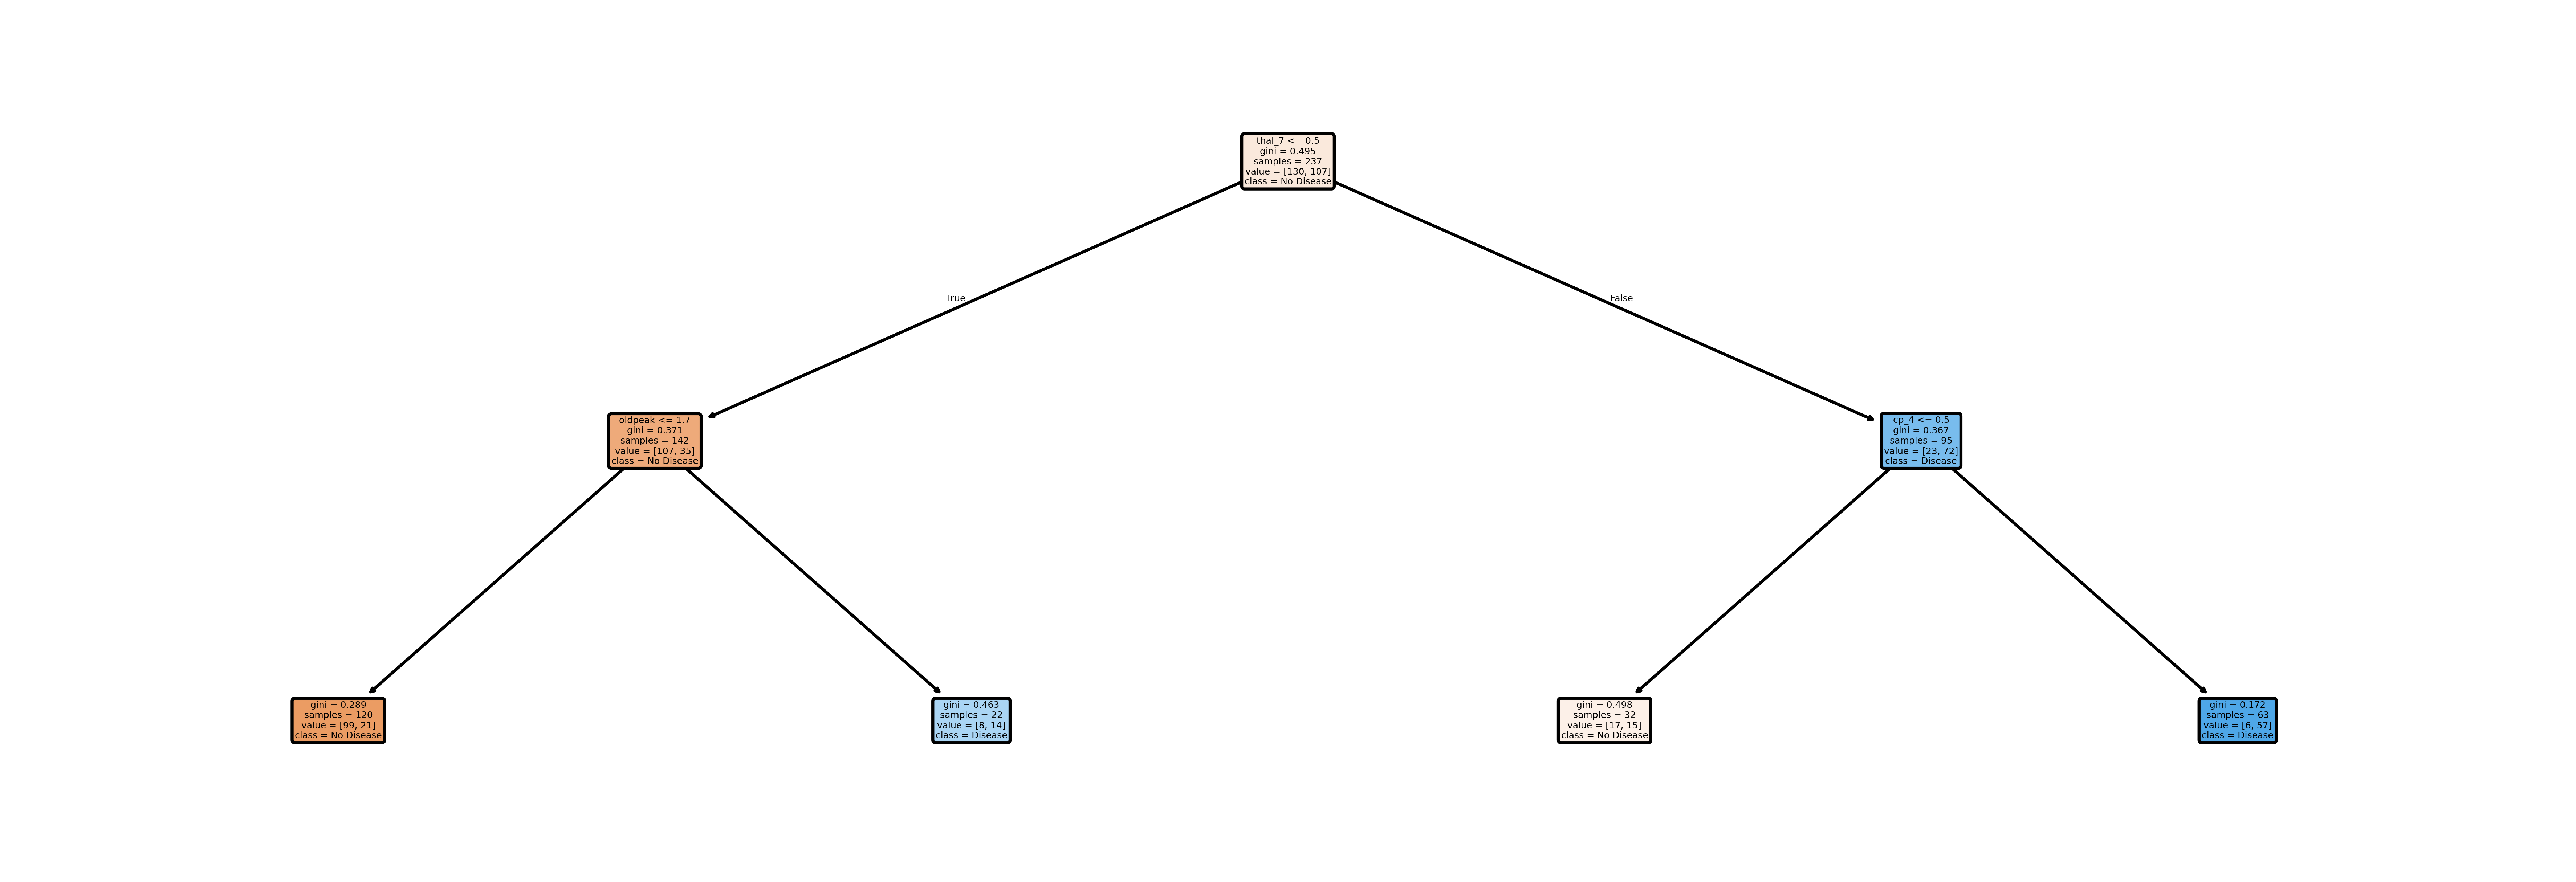 thal_7 <= 0.5
gini = 0.495
samples = 237
value = [130, 107]
class = No Disease
True
False
oldpeak <= 1.7
gini = 0.371
samples = 142
value = [107, 35]
class = No Disease
cp_4 <= 0.5
gini = 0.367
samples = 95
value = [23, 72]
class = Disease
gini = 0.289
samples = 120
value = [99, 21]
class = No Disease
gini = 0.463
samples = 22
value = [8, 14]
class = Disease
gini = 0.498
samples = 32
value = [17, 15]
class = No Disease
gini = 0.172
samples = 63
value = [6, 57]
class = Disease